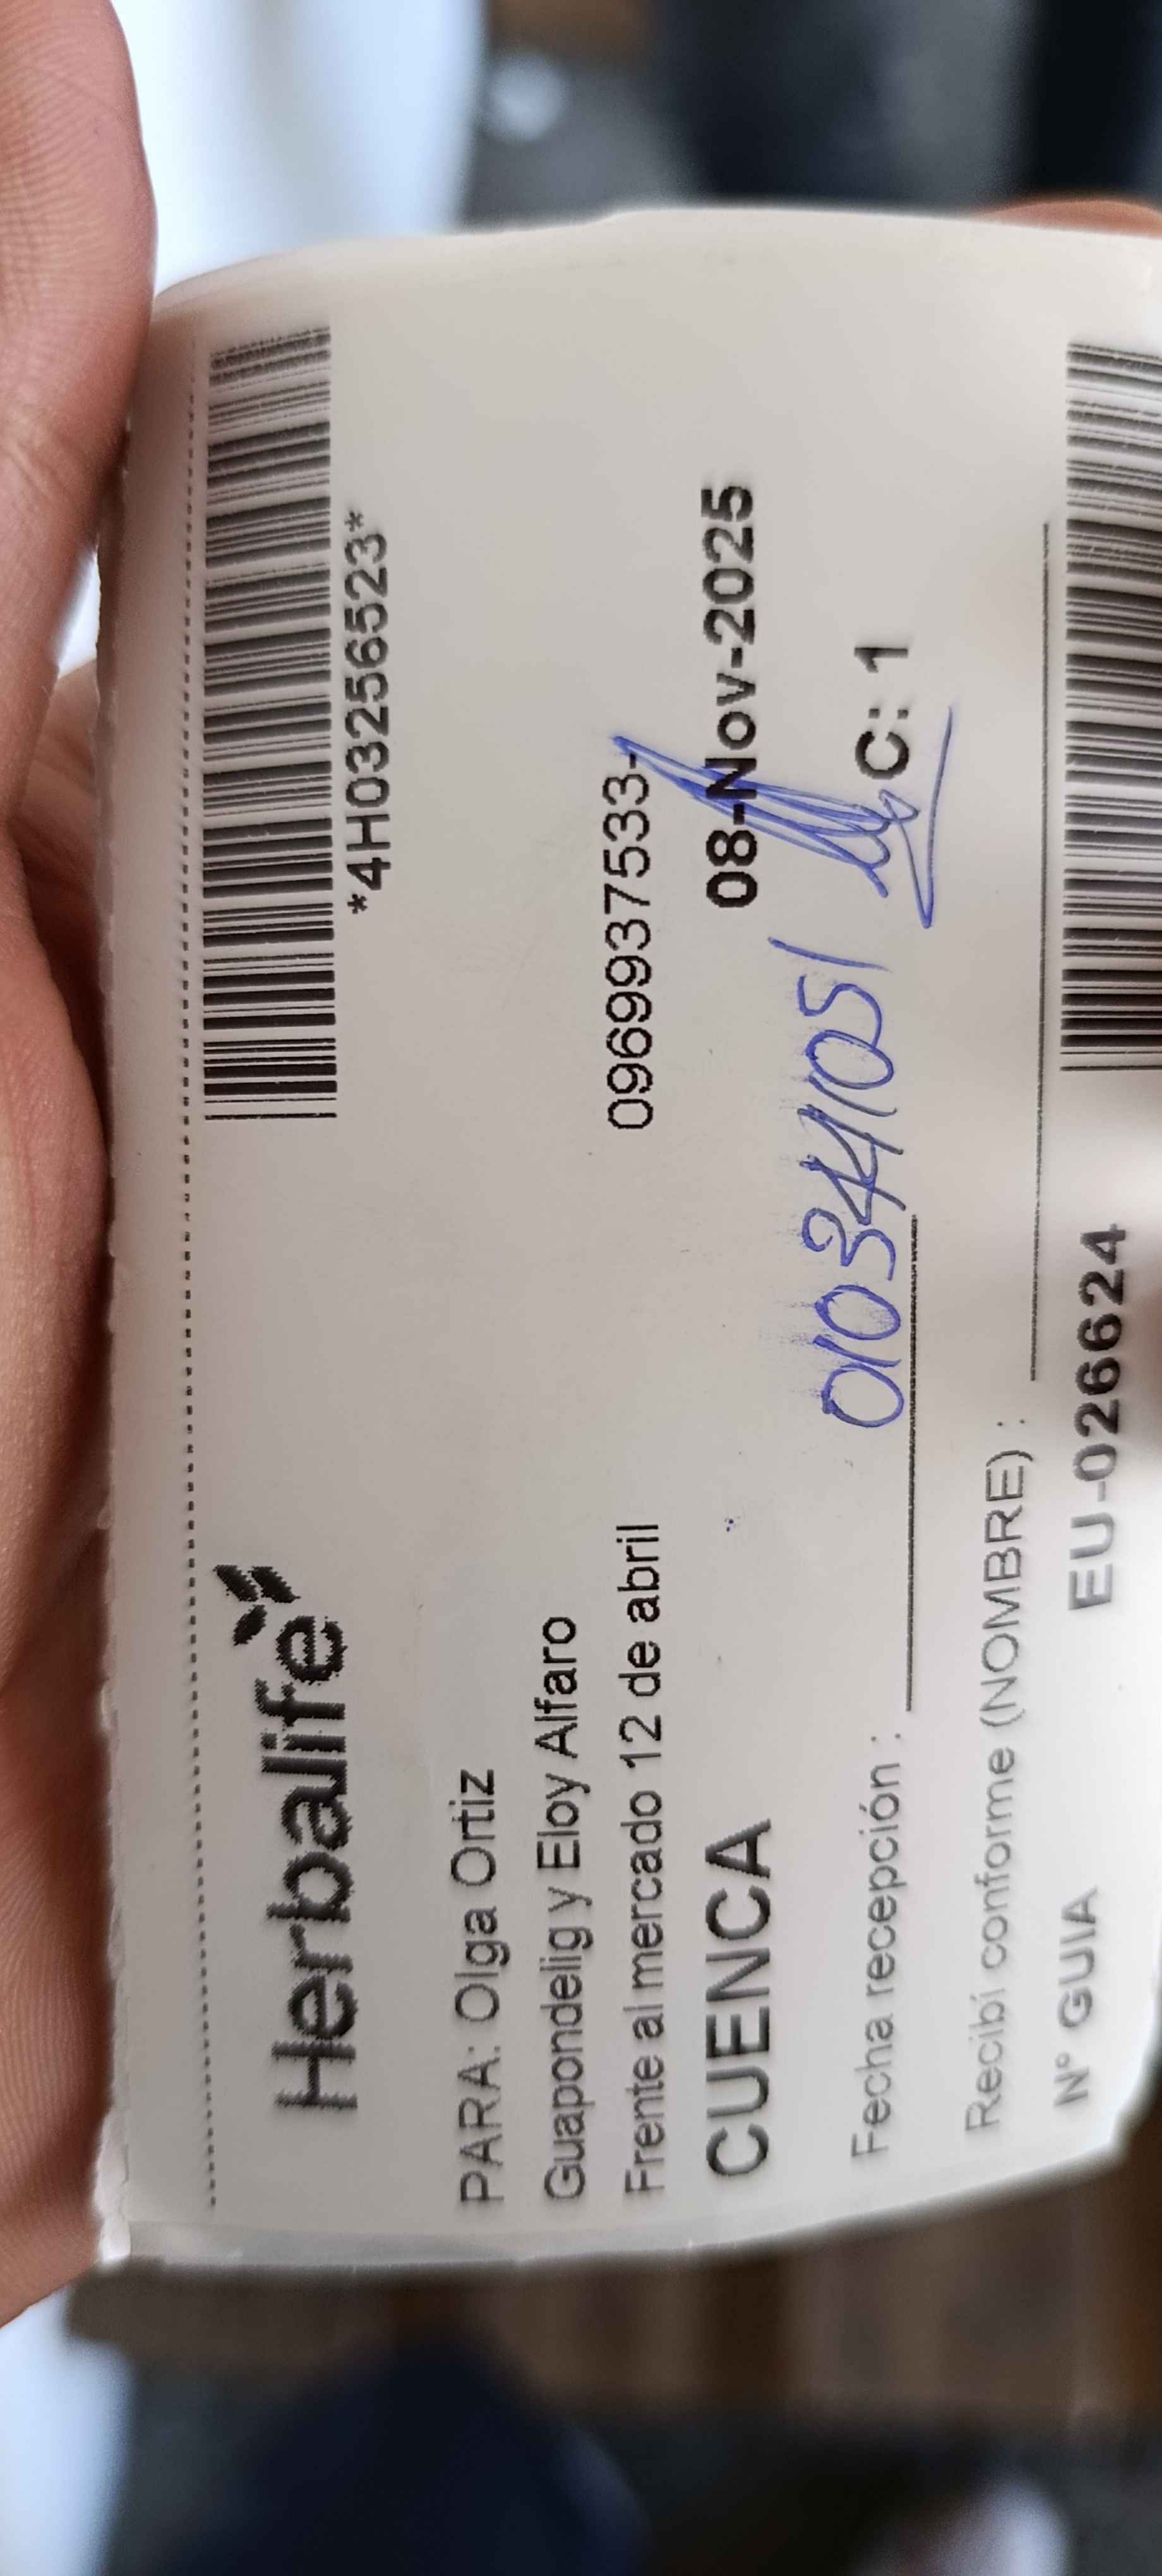 *4H03256523*
Herbalife
PARA: Olga Ortiz
Guapondelig y Eloy Alfaro
Frente al mercado 12 de abril 0969937533-
CUENCA 08-Nov-2025
0103441051
Fecha recepción : C: 1
Recibí conforme (NOMBRE) :
N° GUIA EU-026624